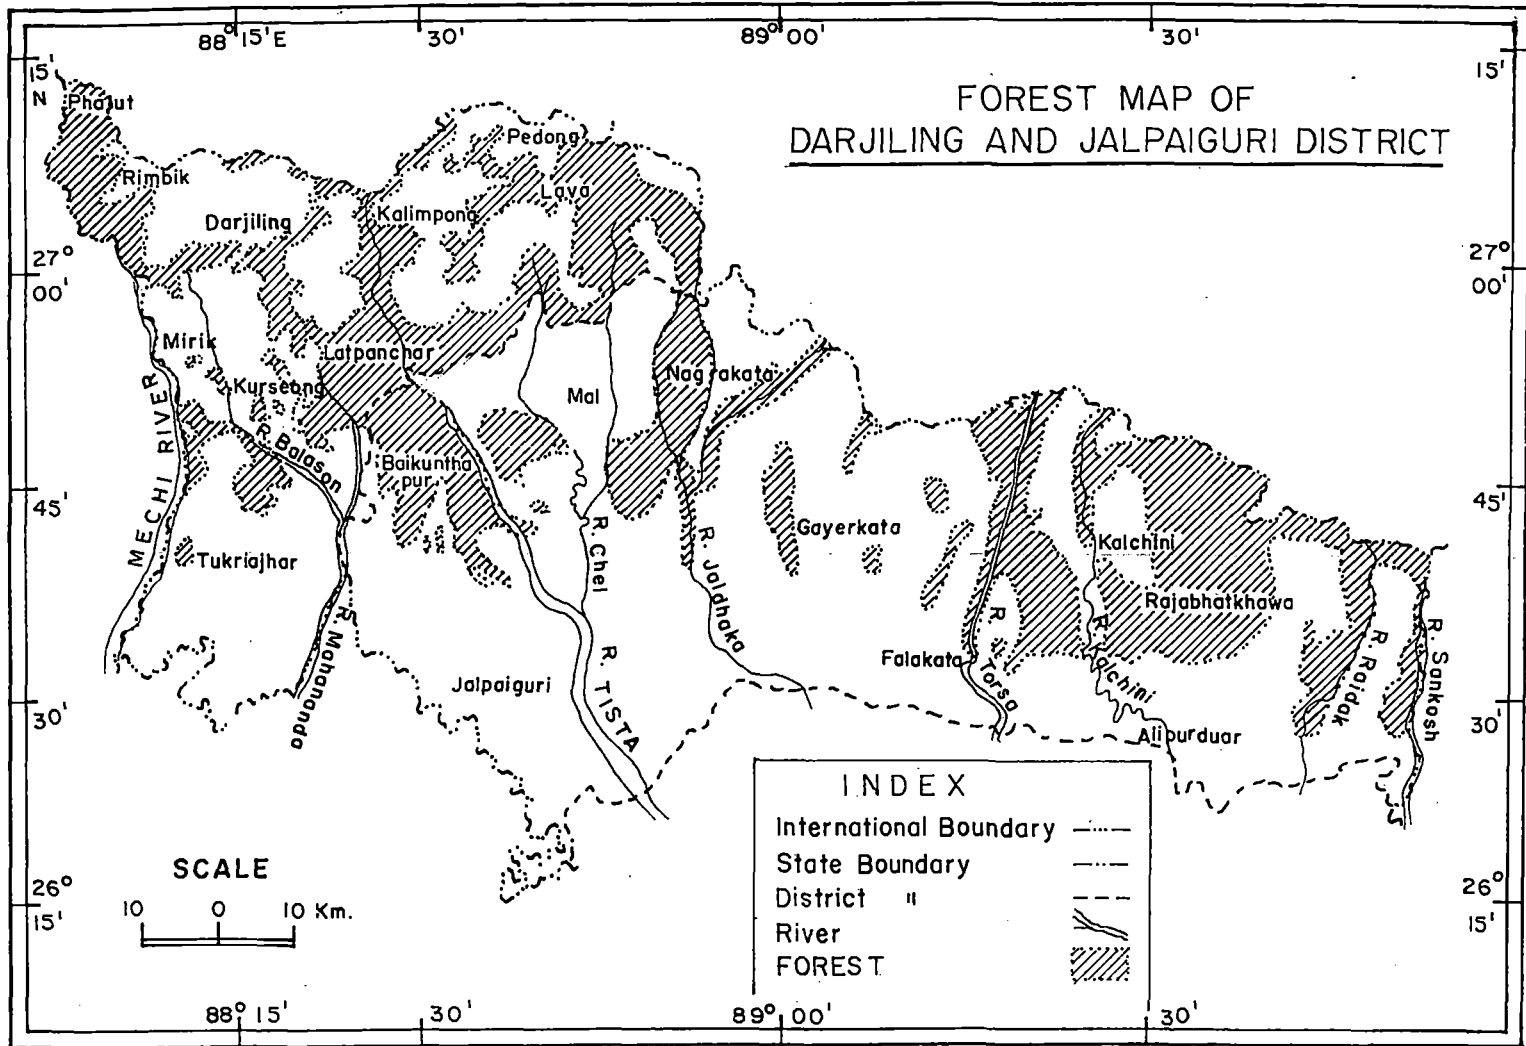 88° 15'E
30'
89° 00'
30'
15'
N
15'
FOREST MAP OF
DARJILING AND JALPAIGURI DISTRICT
Phalut
Pedong
Rimbik
Lava
Darjiling
Kalimpong
27°
00'
27°
00'
Mirik
Latpanchar
Kurseong
Mal
Nagrakata
MECHI RIVER
R. Balason
Baikuntha
pur
45'
45'
Gayerkata
R. Chel
R. Jaldhaka
Kalchini
Tukriajhar
Rajabhatkhawa
R. Mahananda
R. Torsa
R. Kalchini
R. Raidak
R. Sankosh
Falakata
Jalpaiguri
R. TISTA
30'
30'
Alipurduar
INDEX
International Boundary
State Boundary
District "
River
FOREST
SCALE
10 0 10 Km.
26°
15'
26°
15'
88° 15'
30'
89° 00'
30'